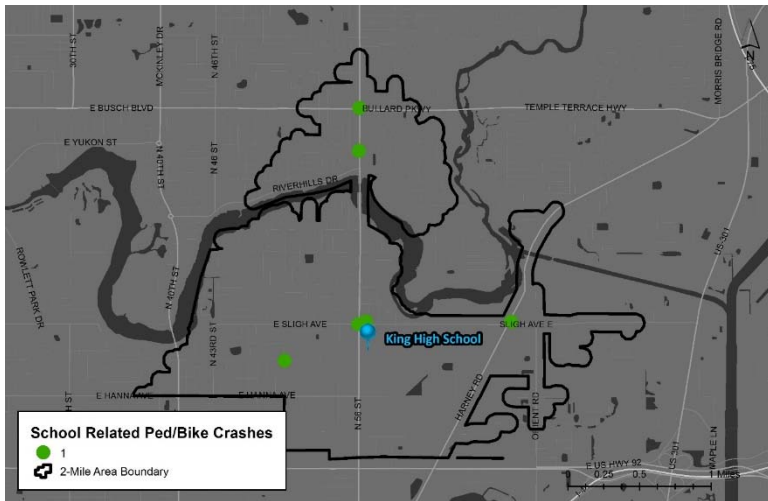 30TH ST
MCKINLEY DR
N 46TH ST
MORRIS BRIDGE RD
E BUSCH BLVD
BULLARD PKWY
TEMPLE TERRACE HWY
E YUKON ST
N 40TH ST
N 46 ST
RIVERHILLS DR
ROWLETT PARK DR
N 40TH ST
US 301
N 43RD ST
E SLIGH AVE
SLIGH AVE E
King High School
E HANNA AVE
E HANNA AVE
N 56 ST
HARNEY RD
ORIENT RD
US 301
MAPLE LN
E US HWY 92
School Related Ped/Bike Crashes
1
2-Mile Area Boundary
0 0.25 0.5 1 Miles